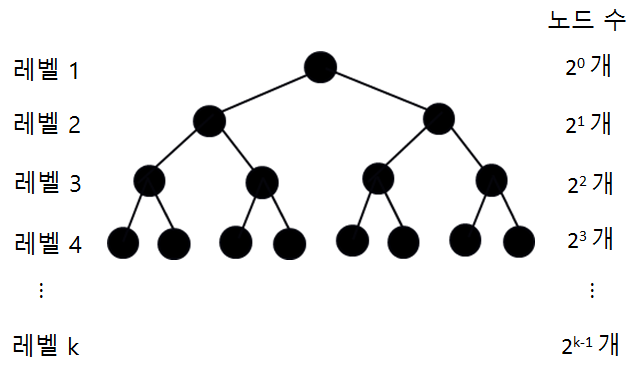 노드 수
레벨 1 2⁰ 개
레벨 2 2¹ 개
레벨 3 2² 개
레벨 4 2³ 개
⋮ ⋮
레벨 k 2ᵏ⁻¹ 개